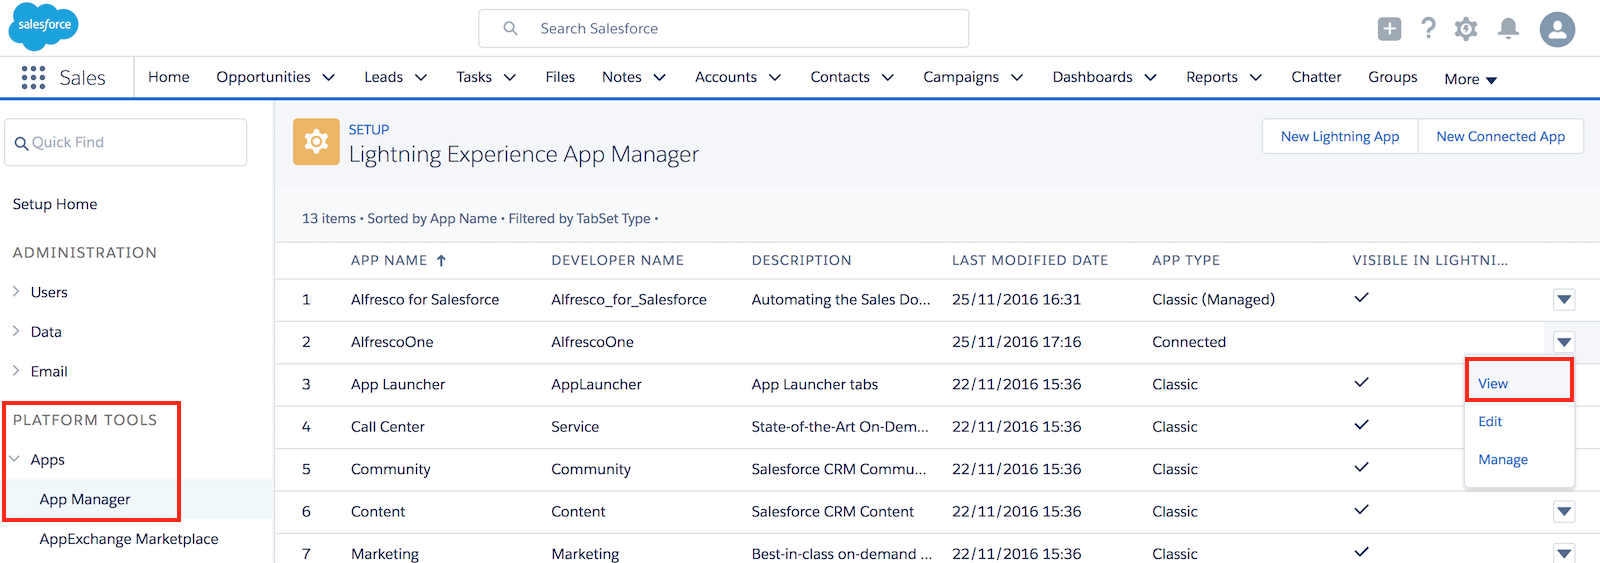 salesforce
Search Salesforce
Sales
Home Opportunities Leads Tasks Files Notes Accounts Contacts Campaigns Dashboards Reports Chatter Groups More
Quick Find
Setup Home
ADMINISTRATION
Users
Data
Email
PLATFORM TOOLS
Apps
App Manager
AppExchange Marketplace
SETUP
Lightning Experience App Manager
New Lightning App New Connected App
13 items • Sorted by App Name • Filtered by TabSet Type •
APP NAME DEVELOPER NAME DESCRIPTION LAST MODIFIED DATE APP TYPE VISIBLE IN LIGHTNI...
1 Alfresco for Salesforce Alfresco_for_Salesforce Automating the Sales Do... 25/11/2016 16:31 Classic (Managed)
2 AlfrescoOne AlfrescoOne 25/11/2016 17:16 Connected
3 App Launcher AppLauncher App Launcher tabs 22/11/2016 15:36 Classic
4 Call Center Service State-of-the-Art On-Dem... 22/11/2016 15:36 Classic
5 Community Community Salesforce CRM Commu... 22/11/2016 15:36 Classic
6 Content Content Salesforce CRM Content 22/11/2016 15:36 Classic
7 Marketing Marketing Best-in-class on-demand ... 22/11/2016 15:36 Classic
View
Edit
Manage